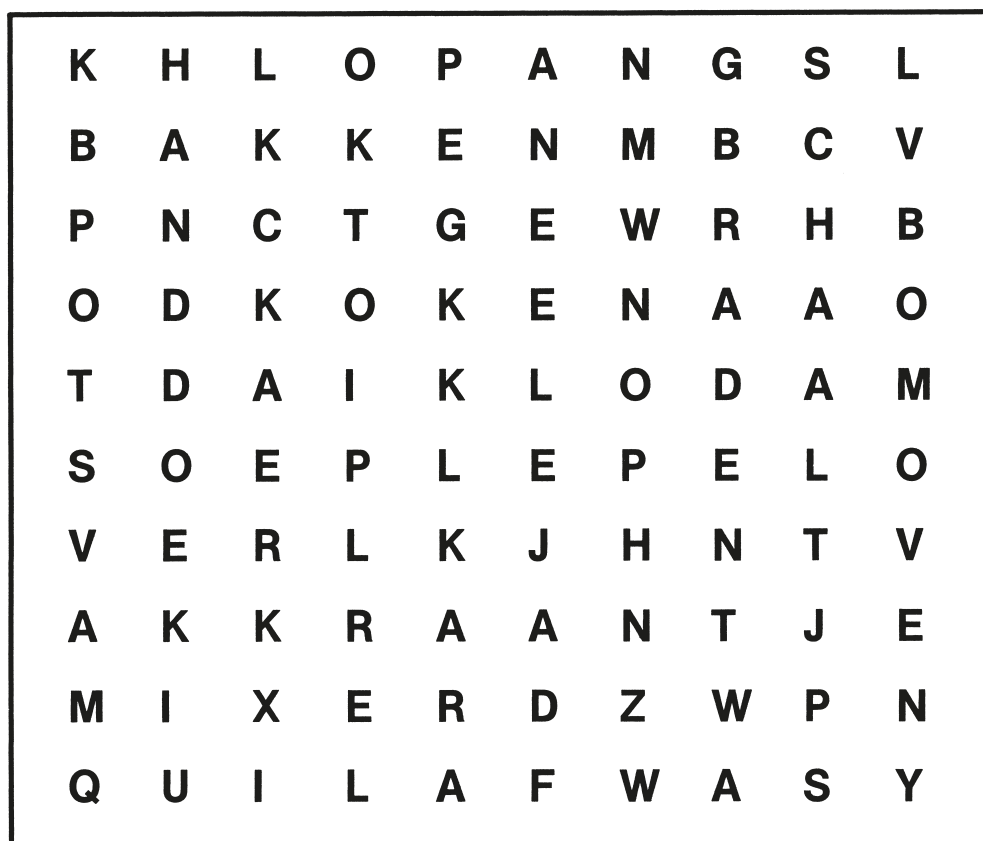 K H L O P A N G S L
B A K K E N M B C V
P N C T G E W R H B
O D K O K E N A A O
T D A I K L O D A M
S O E P L E P E L O
V E R L K J H N T V
A K K R A A N T J E
M I X E R D Z W P N
Q U I L A F W A S Y